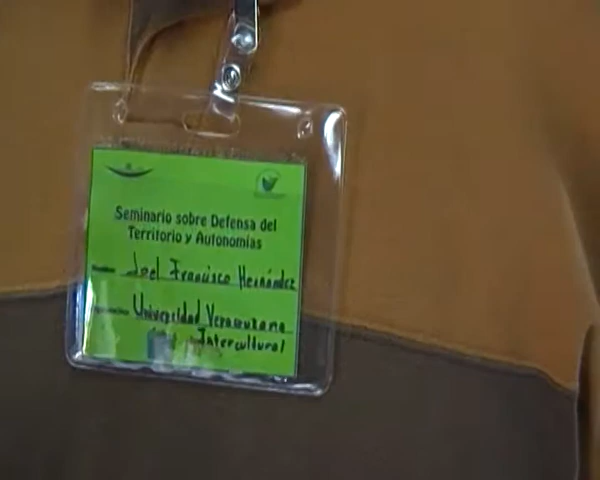 Seminario sobre Defensa del
Territorio y Autonomías
Joel Francisco Hernández
Universidad Veracruzana
Intercultural